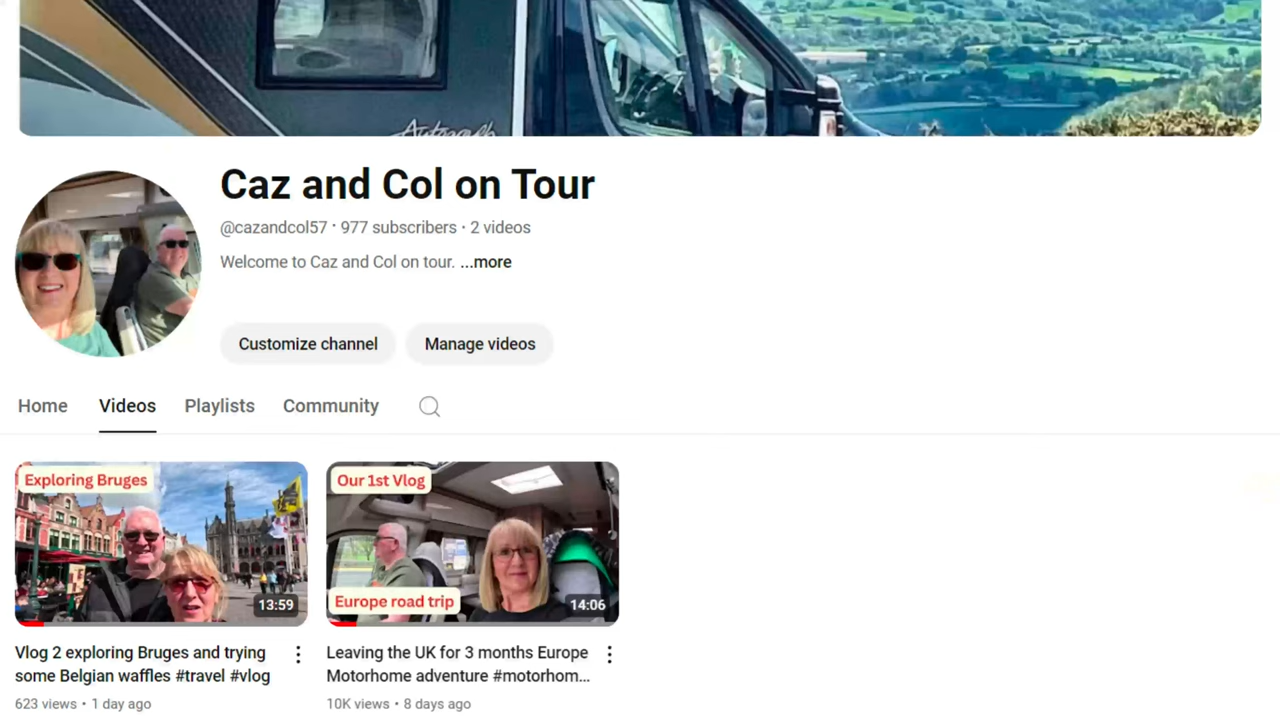 Autograph
Caz and Col on Tour
@cazandcol57 · 977 subscribers · 2 videos
Welcome to Caz and Col on tour. ...more
Customize channel
Manage videos
Home
Videos
Playlists
Community
Exploring Bruges
13:59
Our 1st Vlog
Europe road trip
14:06
Vlog 2 exploring Bruges and trying
some Belgian waffles #travel #vlog
623 views • 1 day ago
Leaving the UK for 3 months Europe
Motorhome adventure #motorhom...
10K views • 8 days ago